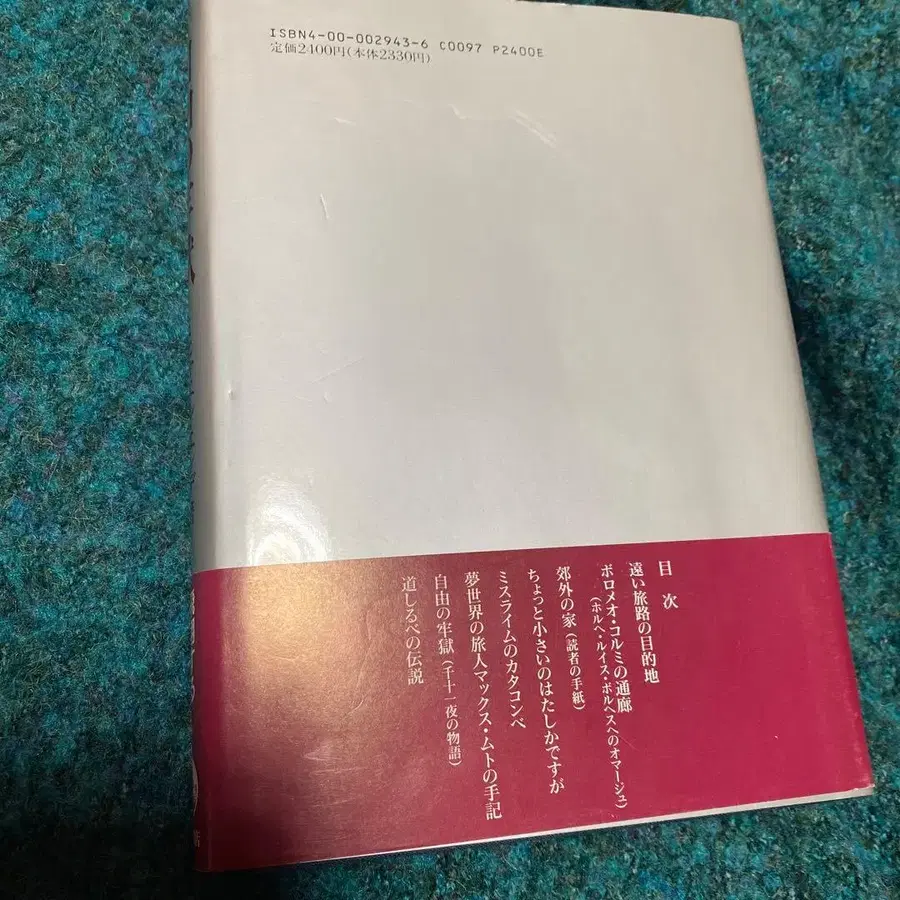 ISBN4-00-002943-6 C0097 P2400E
定価2400円(本体2330円)
目次
遠い旅路の目的地
ボロメオ・コルミの通廊
(ホルヘ・ルイス・ボルヘスへのオマージュ)
郊外の家(読者の手紙)
ちょっと小さいのはたしかですが
ミスライムのカタコンベ
夢世界の旅人マックス・ムトの手記
自由の牢獄(千十一夜の物語)
道しるべの伝説